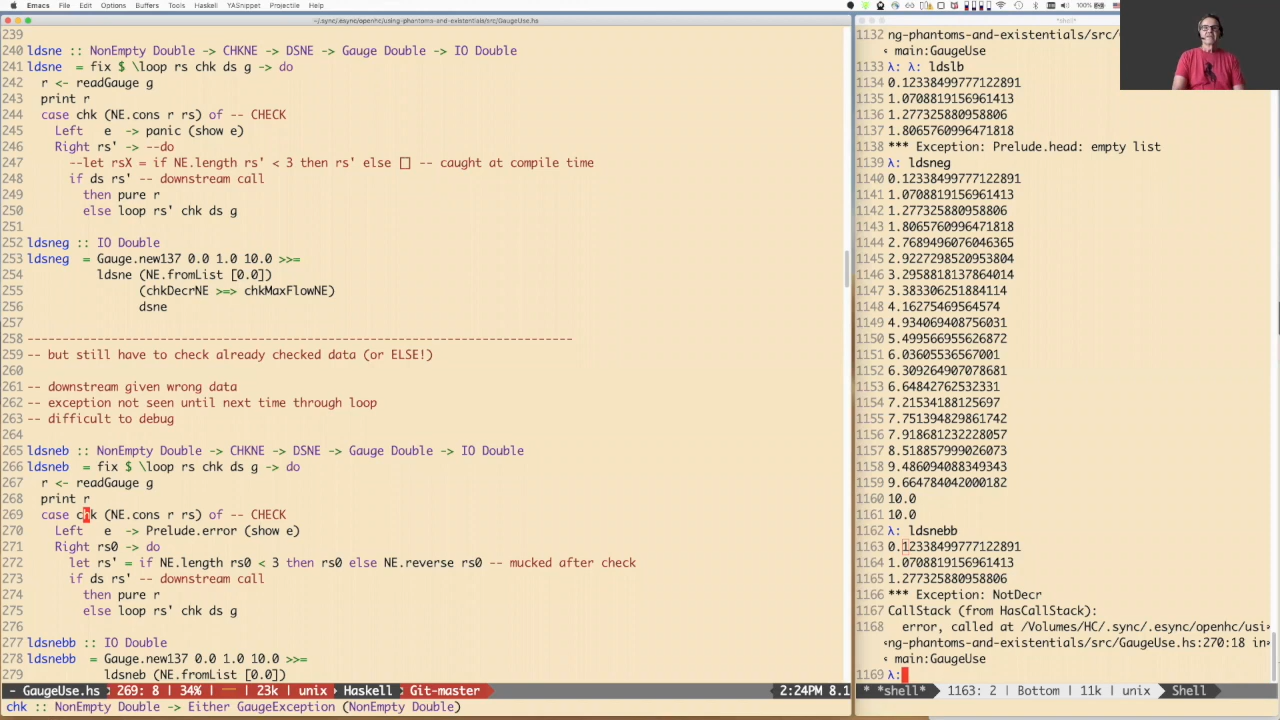 Emacs File Edit Options Buffers Tools Haskell YASnippet Projectile Help
100%
~/.sync/.esync/openhc/using-phantoms-and-existentials/src/GaugeUse.hs
*shell*
239
240 ldsne :: NonEmpty Double -> CHKNE -> DSNE -> Gauge Double -> IO Double
241 ldsne = fix $ \loop rs chk ds g -> do
242 r <- readGauge g
243 print r
244 case chk (NE.cons r rs) of -- CHECK
245 Left e -> panic (show e)
246 Right rs' -> --do
247 --let rsX = if NE.length rs' < 3 then rs' else [] -- caught at compile time
248 if ds rs' -- downstream call
249 then pure r
250 else loop rs' chk ds g
251
252 ldsneg :: IO Double
253 ldsneg = Gauge.new137 0.0 1.0 10.0 >>=
254 ldsne (NE.fromList [0.0])
255 (chkDecrNE >=> chkMaxFlowNE)
256 dsne
257
258 -------------------------------------------------------------------------------
259 -- but still have to check already checked data (or ELSE!)
260
261 -- downstream given wrong data
262 -- exception not seen until next time through loop
263 -- difficult to debug
264
265 ldsneb :: NonEmpty Double -> CHKNE -> DSNE -> Gauge Double -> IO Double
266 ldsneb = fix $ \loop rs chk ds g -> do
267 r <- readGauge g
268 print r
269 case chk (NE.cons r rs) of -- CHECK
270 Left e -> Prelude.error (show e)
271 Right rs0 -> do
272 let rs' = if NE.length rs0 < 3 then rs0 else NE.reverse rs0 -- mucked after check
273 if ds rs' -- downstream call
274 then pure r
275 else loop rs' chk ds g
276
277 ldsnebb :: IO Double
278 ldsnebb = Gauge.new137 0.0 1.0 10.0 >>=
279 ldsneb (NE.fromList [0.0])
- GaugeUse.hs 269: 8 | 34% | | 23k | unix Haskell Git-master 2:24PM 8.1
chk :: NonEmpty Double -> Either GaugeException (NonEmpty Double)
1132 ng-phantoms-and-existentials/src/
main:GaugeUse
1133 λ: λ: ldslb
1134 0.12338499777122891
1135 1.0708819156961413
1136 1.277325880958806
1137 1.8065760996471818
1138 *** Exception: Prelude.head: empty list
1139 λ: ldsneg
1140 0.12338499777122891
1141 1.0708819156961413
1142 1.277325880958806
1143 1.8065760996471818
1144 2.7689496076046365
1145 2.9227298520953804
1146 3.2958818137864014
1147 3.383306251884114
1148 4.16275469564574
1149 4.934069408756031
1150 5.499566955626872
1151 6.03605536567001
1152 6.309264907078681
1153 6.64842762532331
1154 7.21534188125697
1155 7.751394829861742
1156 7.918681232228057
1157 8.518857999026073
1158 9.486094088349343
1159 9.664784042000182
1160 10.0
1161 10.0
1162 λ: ldsnebb
1163 0.12338499777122891
1164 1.0708819156961413
1165 1.277325880958806
1166 *** Exception: NotDecr
1167 CallStack (from HasCallStack):
1168 error, called at /Volumes/HC/.sync/.esync/openhc/usi
ng-phantoms-and-existentials/src/GaugeUse.hs:270:18 in
main:GaugeUse
1169 λ:
* *shell* 1163: 2 | Bottom | 11k | unix Shell